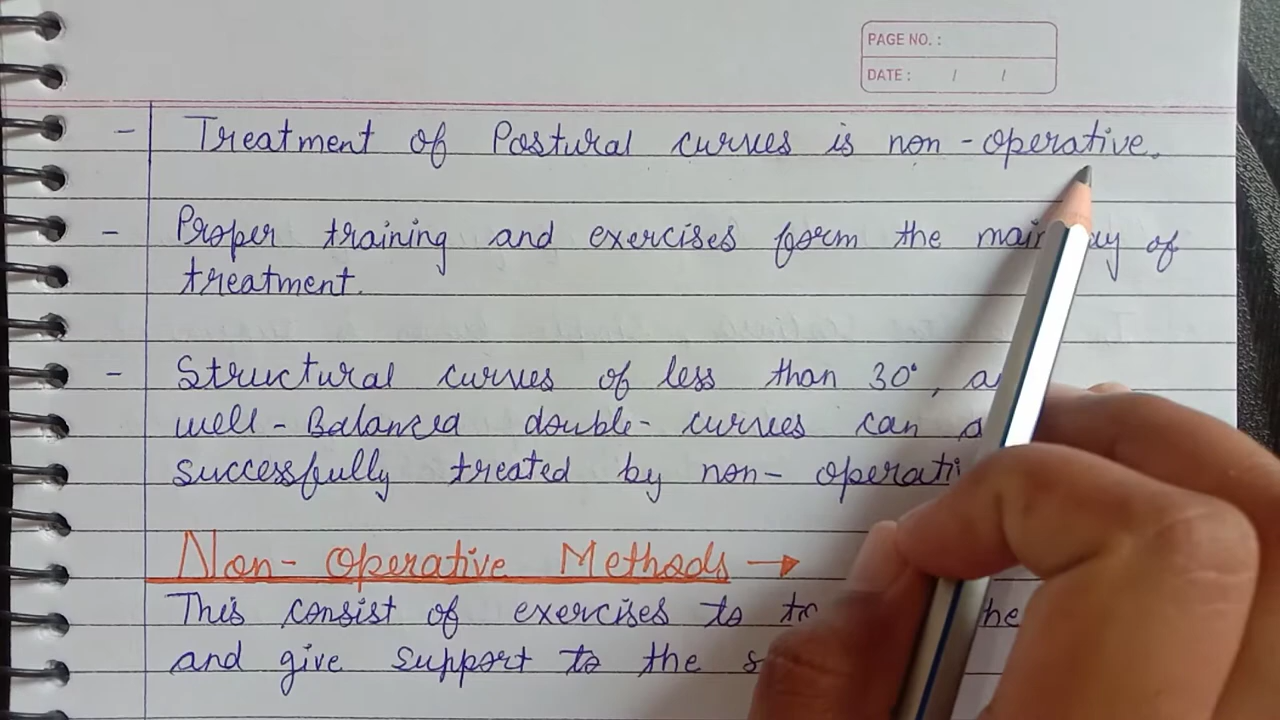 PAGE NO. :
DATE : / /
- Treatment of Postural curves is non-operative.
- Proper training and exercises form the of
treatment.
- Structural curves of less than 30°,
well-Balanced double-curves can
successfully treated by non-
Non-Operative Methods →
This consist of exercises to
and give support to the